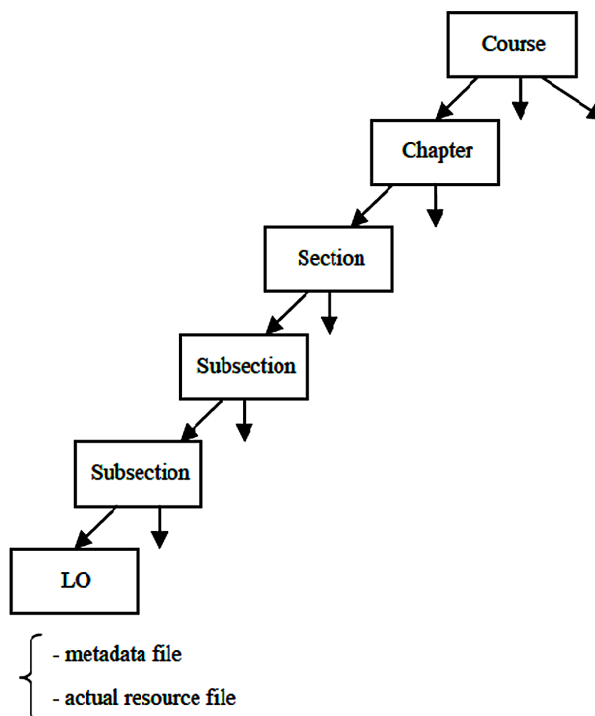 Course
Chapter
Section
Subsection
Subsection
LO
- metadata file
- actual resource file